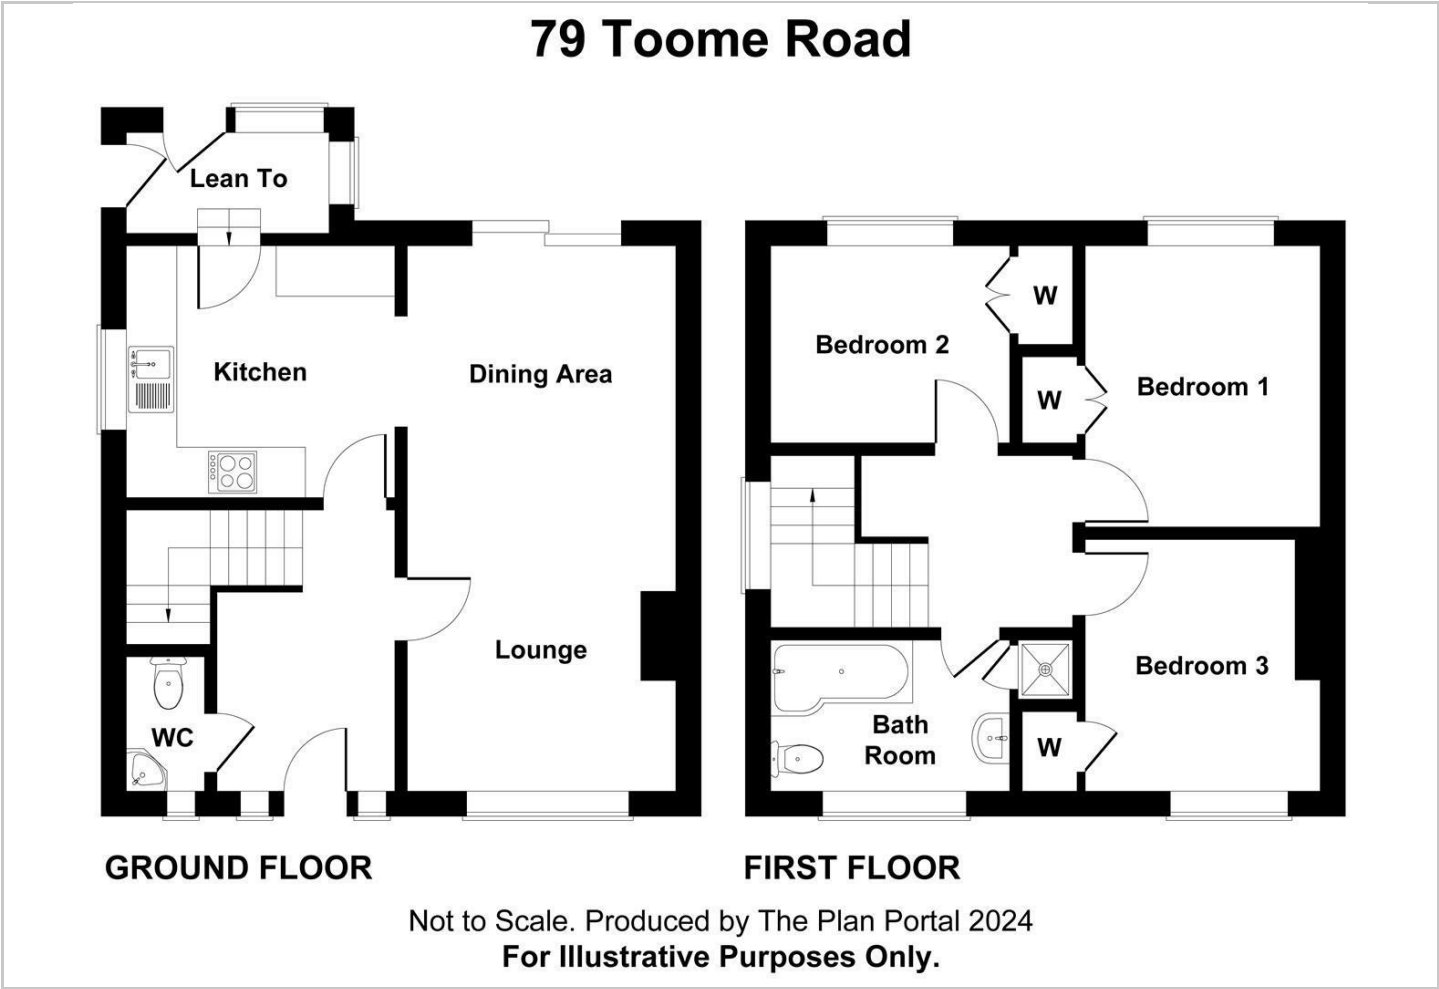 79 Toome Road
Lean To
Kitchen
Dining Area
Lounge
WC
Bedroom 2
W
W
Bedroom 1
Bedroom 3
Bath
Room
W
GROUND FLOOR
FIRST FLOOR
Not to Scale. Produced by The Plan Portal 2024
For Illustrative Purposes Only.